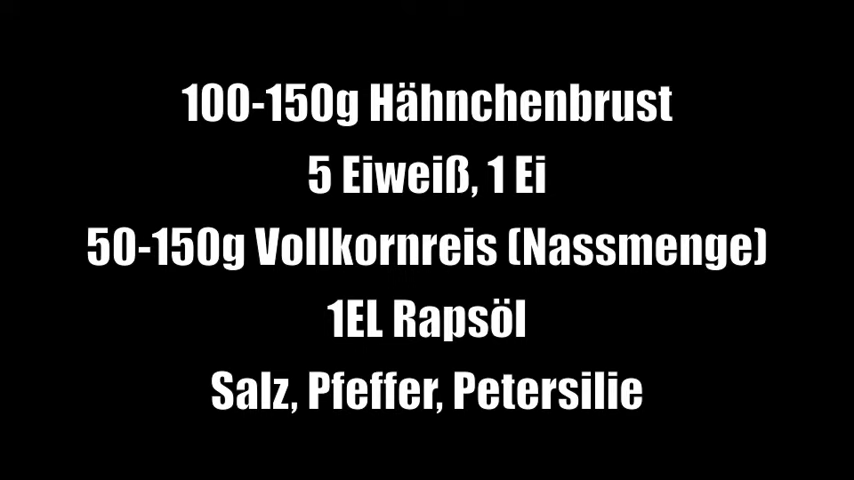 100-150g Hähnchenbrust
5 Eiweiß, 1 Ei
50-150g Vollkornreis (Nassmenge)
1EL Rapsöl
Salz, Pfeffer, Petersilie